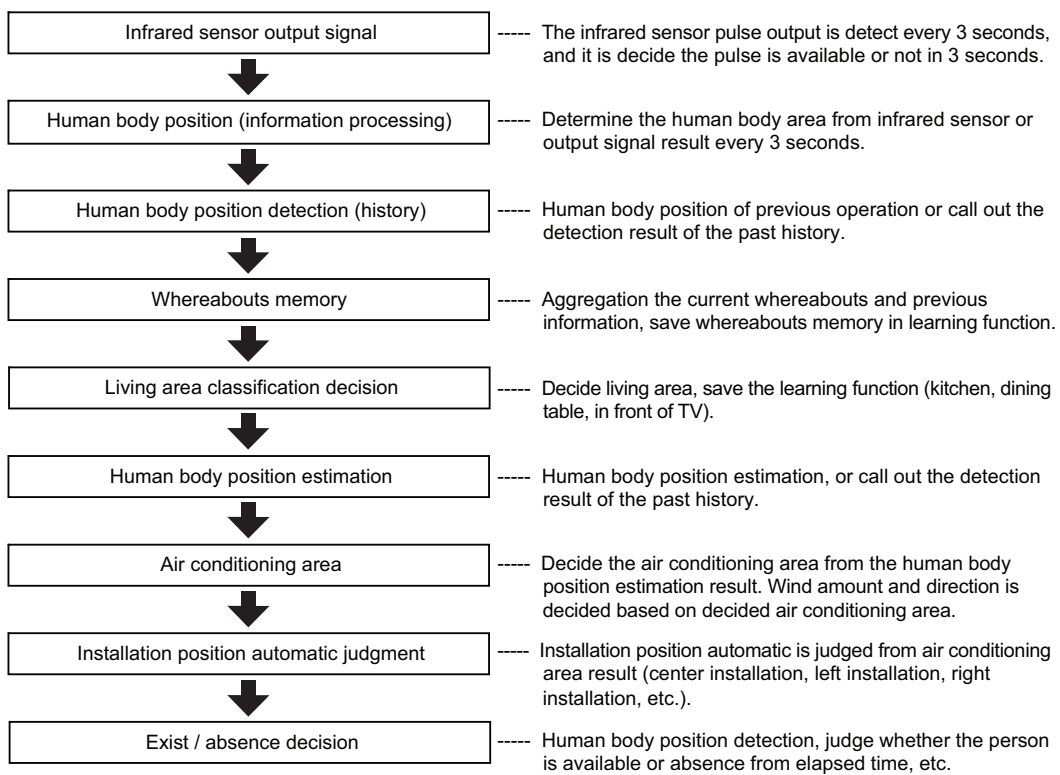 Infrared sensor output signal
----- The infrared sensor pulse output is detect every 3 seconds,
and it is decide the pulse is available or not in 3 seconds.
Human body position (information processing)
----- Determine the human body area from infrared sensor or
output signal result every 3 seconds.
Human body position detection (history)
----- Human body position of previous operation or call out the
detection result of the past history.
Whereabouts memory
----- Aggregation the current whereabouts and previous
information, save whereabouts memory in learning function.
Living area classification decision
----- Decide living area, save the learning function (kitchen, dining
table, in front of TV).
Human body position estimation
----- Human body position estimation, or call out the detection
result of the past history.
Air conditioning area
----- Decide the air conditioning area from the human body
position estimation result. Wind amount and direction is
decided based on decided air conditioning area.
Installation position automatic judgment
----- Installation position automatic is judged from air conditioning
area result (center installation, left installation, right
installation, etc.).
Exist / absence decision
----- Human body position detection, judge whether the person
is available or absence from elapsed time, etc.